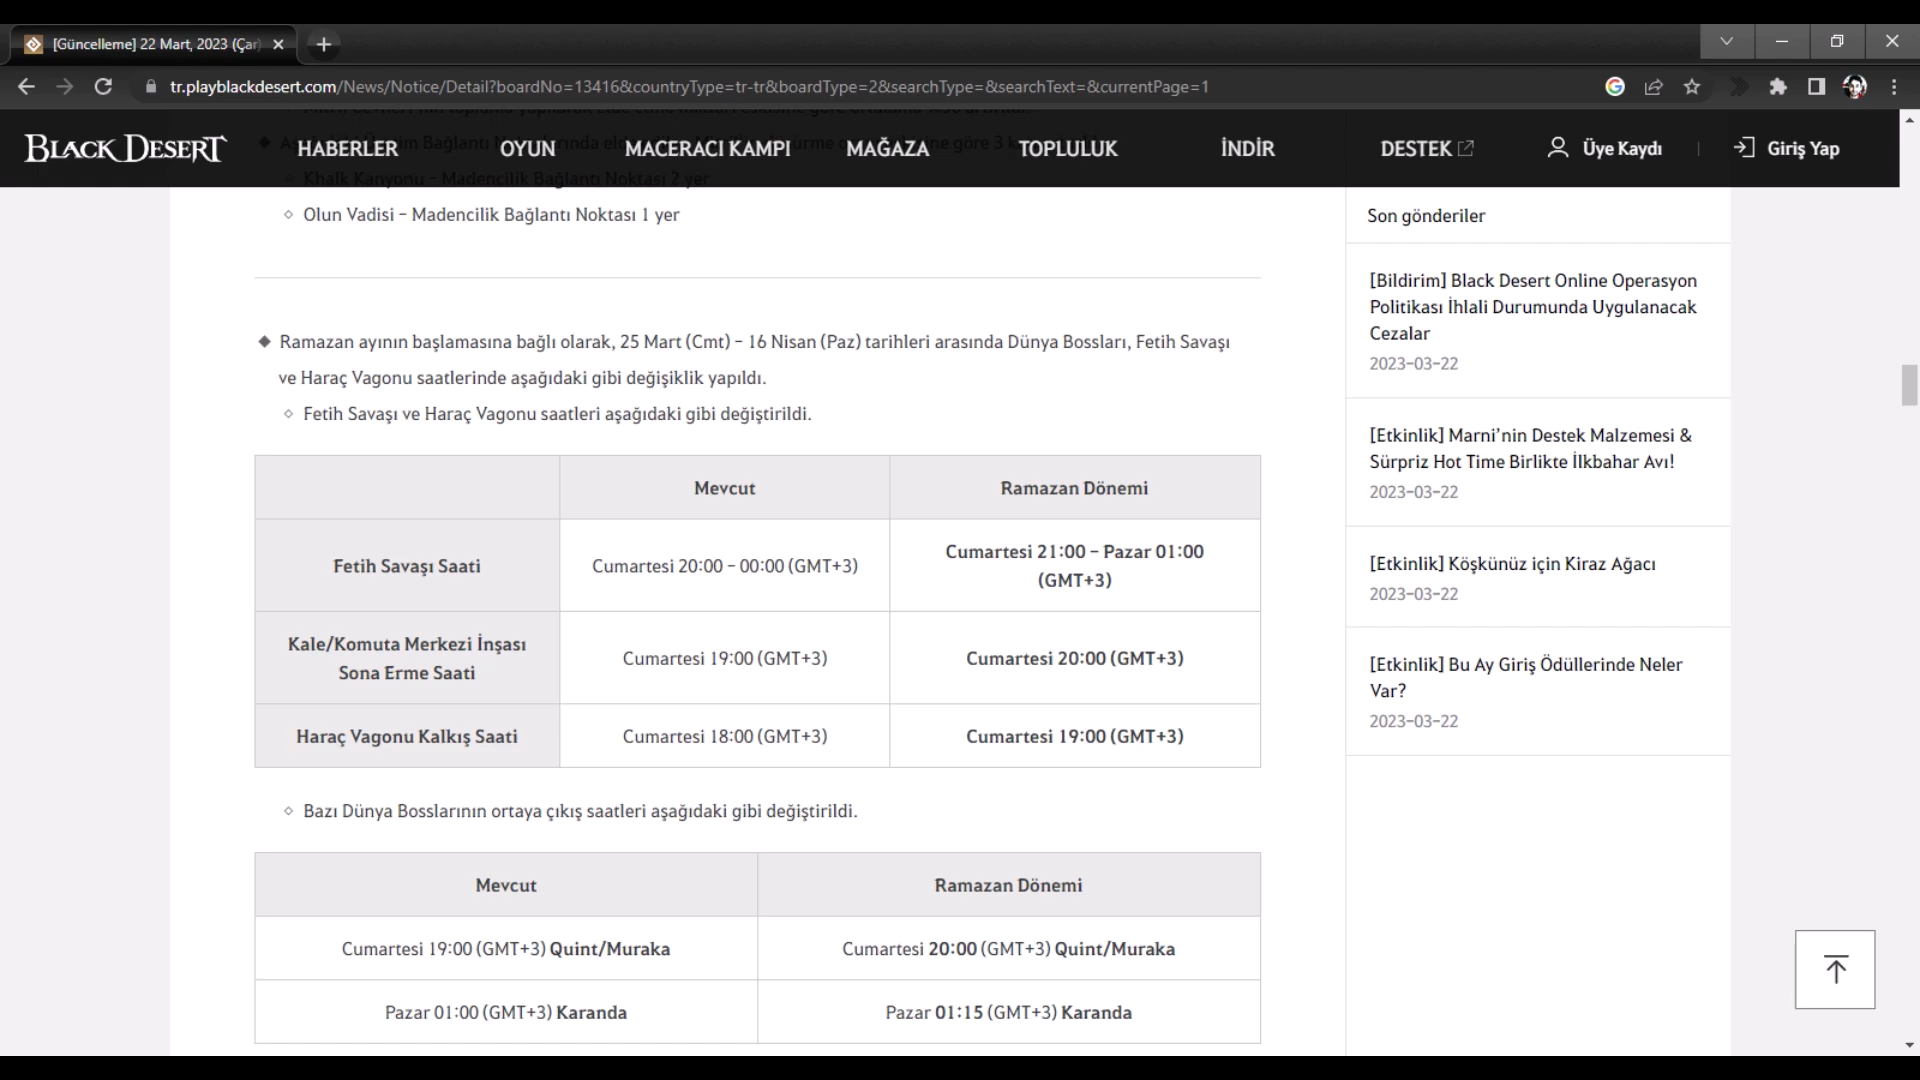 [Güncelleme] 22 Mart, 2023 (Çar
tr.playblackdesert.com/News/Notice/Detail?boardNo=13416&countryType=tr-tr&boardType=2&searchType=&searchText=&currentPage=1
BLACK DESERT
HABERLER
OYUN
MACERACI KAMPI
MAĞAZA
TOPLULUK
İNDİR
DESTEK
Üye Kaydı
Giriş Yap
Khalk Kanyonu – Madencilik Bağlantı Noktası 2 yer
Olun Vadisi – Madencilik Bağlantı Noktası 1 yer
Ramazan ayının başlamasına bağlı olarak, 25 Mart (Cmt) – 16 Nisan (Paz) tarihleri arasında Dünya Bossları, Fetih Savaşı
ve Haraç Vagonu saatlerinde aşağıdaki gibi değişiklik yapıldı.
Fetih Savaşı ve Haraç Vagonu saatleri aşağıdaki gibi değiştirildi.
Mevcut
Ramazan Dönemi
Fetih Savaşı Saati
Cumartesi 20:00 – 00:00 (GMT+3)
Cumartesi 21:00 – Pazar 01:00
(GMT+3)
Kale/Komuta Merkezi İnşası
Sona Erme Saati
Cumartesi 19:00 (GMT+3)
Cumartesi 20:00 (GMT+3)
Haraç Vagonu Kalkış Saati
Cumartesi 18:00 (GMT+3)
Cumartesi 19:00 (GMT+3)
Bazı Dünya Bosslarının ortaya çıkış saatleri aşağıdaki gibi değiştirildi.
Mevcut
Ramazan Dönemi
Cumartesi 19:00 (GMT+3) Quint/Muraka
Cumartesi 20:00 (GMT+3) Quint/Muraka
Pazar 01:00 (GMT+3) Karanda
Pazar 01:15 (GMT+3) Karanda
Son gönderiler
[Bildirim] Black Desert Online Operasyon
Politikası İhlali Durumunda Uygulanacak
Cezalar
2023-03-22
[Etkinlik] Marni’nin Destek Malzemesi &
Sürpriz Hot Time Birlikte İlkbahar Avı!
2023-03-22
[Etkinlik] Köşkünüz için Kiraz Ağacı
2023-03-22
[Etkinlik] Bu Ay Giriş Ödüllerinde Neler
Var?
2023-03-22